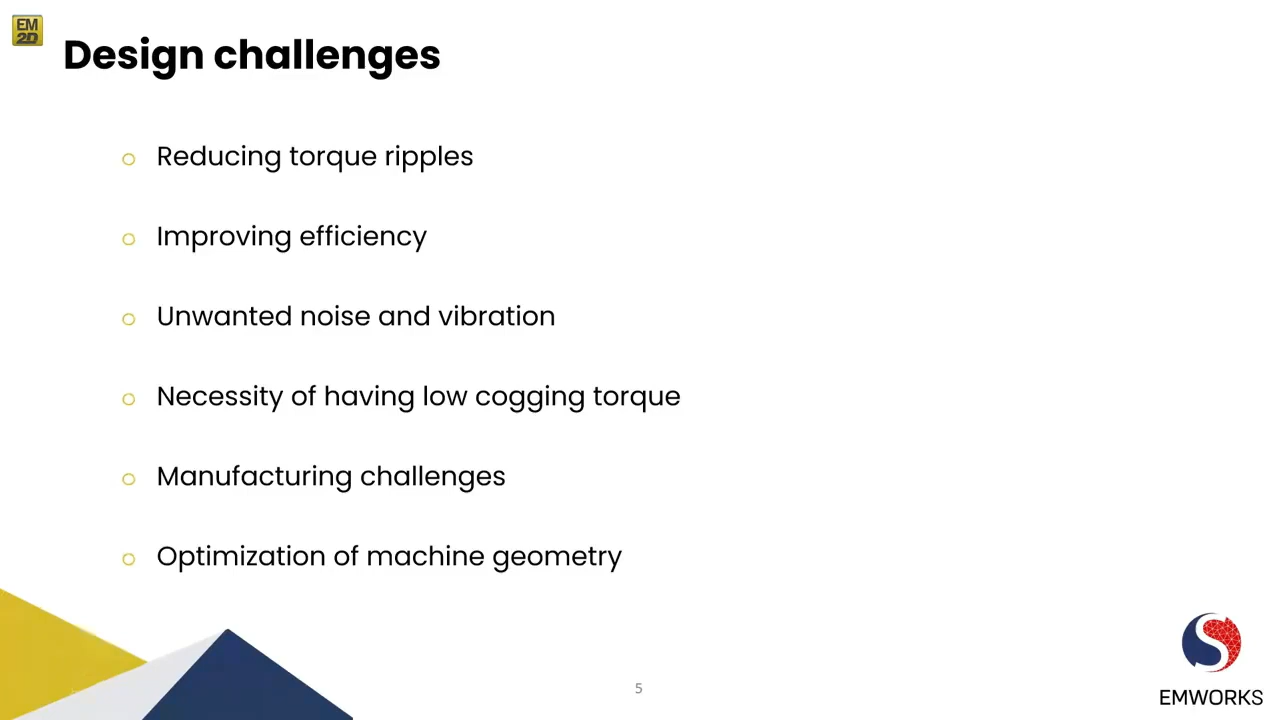 EM
2D
Design challenges
Reducing torque ripples
Improving efficiency
Unwanted noise and vibration
Necessity of having low cogging torque
Manufacturing challenges
Optimization of machine geometry
5
EMWORKS